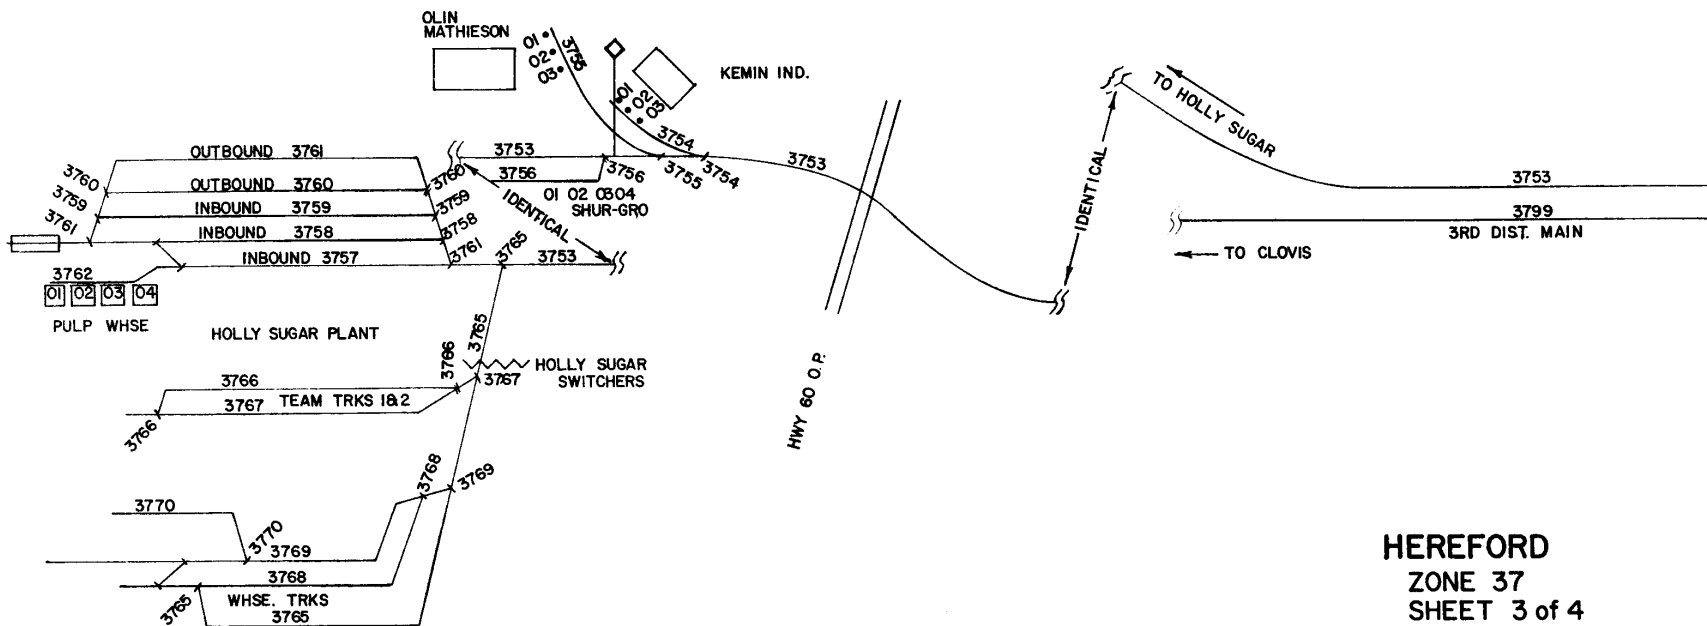 OLIN
MATHIESON
01
02
03
3755
01
02
03
KEMIN IND.
TO HOLLY SUGAR
3754
OUTBOUND 3761
3753
3753
3753
3760
OUTBOUND 3760
3760
3756
3756
3755
3754
3759
INBOUND 3759
3759
01 02 03 04
SHUR-GRO
IDENTICAL
IDENTICAL
3799
3RD DIST. MAIN
3761
INBOUND 3758
3758
INBOUND 3757
3761
3765
3753
TO CLOVIS
3762
01 02 03 04
PULP WHSE
HOLLY SUGAR PLANT
3765
3766
HOLLY SUGAR
SWITCHERS
3767
HWY 60 O.P.
3766
3767
TEAM TRKS 1&2
3766
3768
3769
3770
3770
3769
3768
3765
WHSE. TRKS
3765
HEREFORD
ZONE 37
SHEET 3 of 4